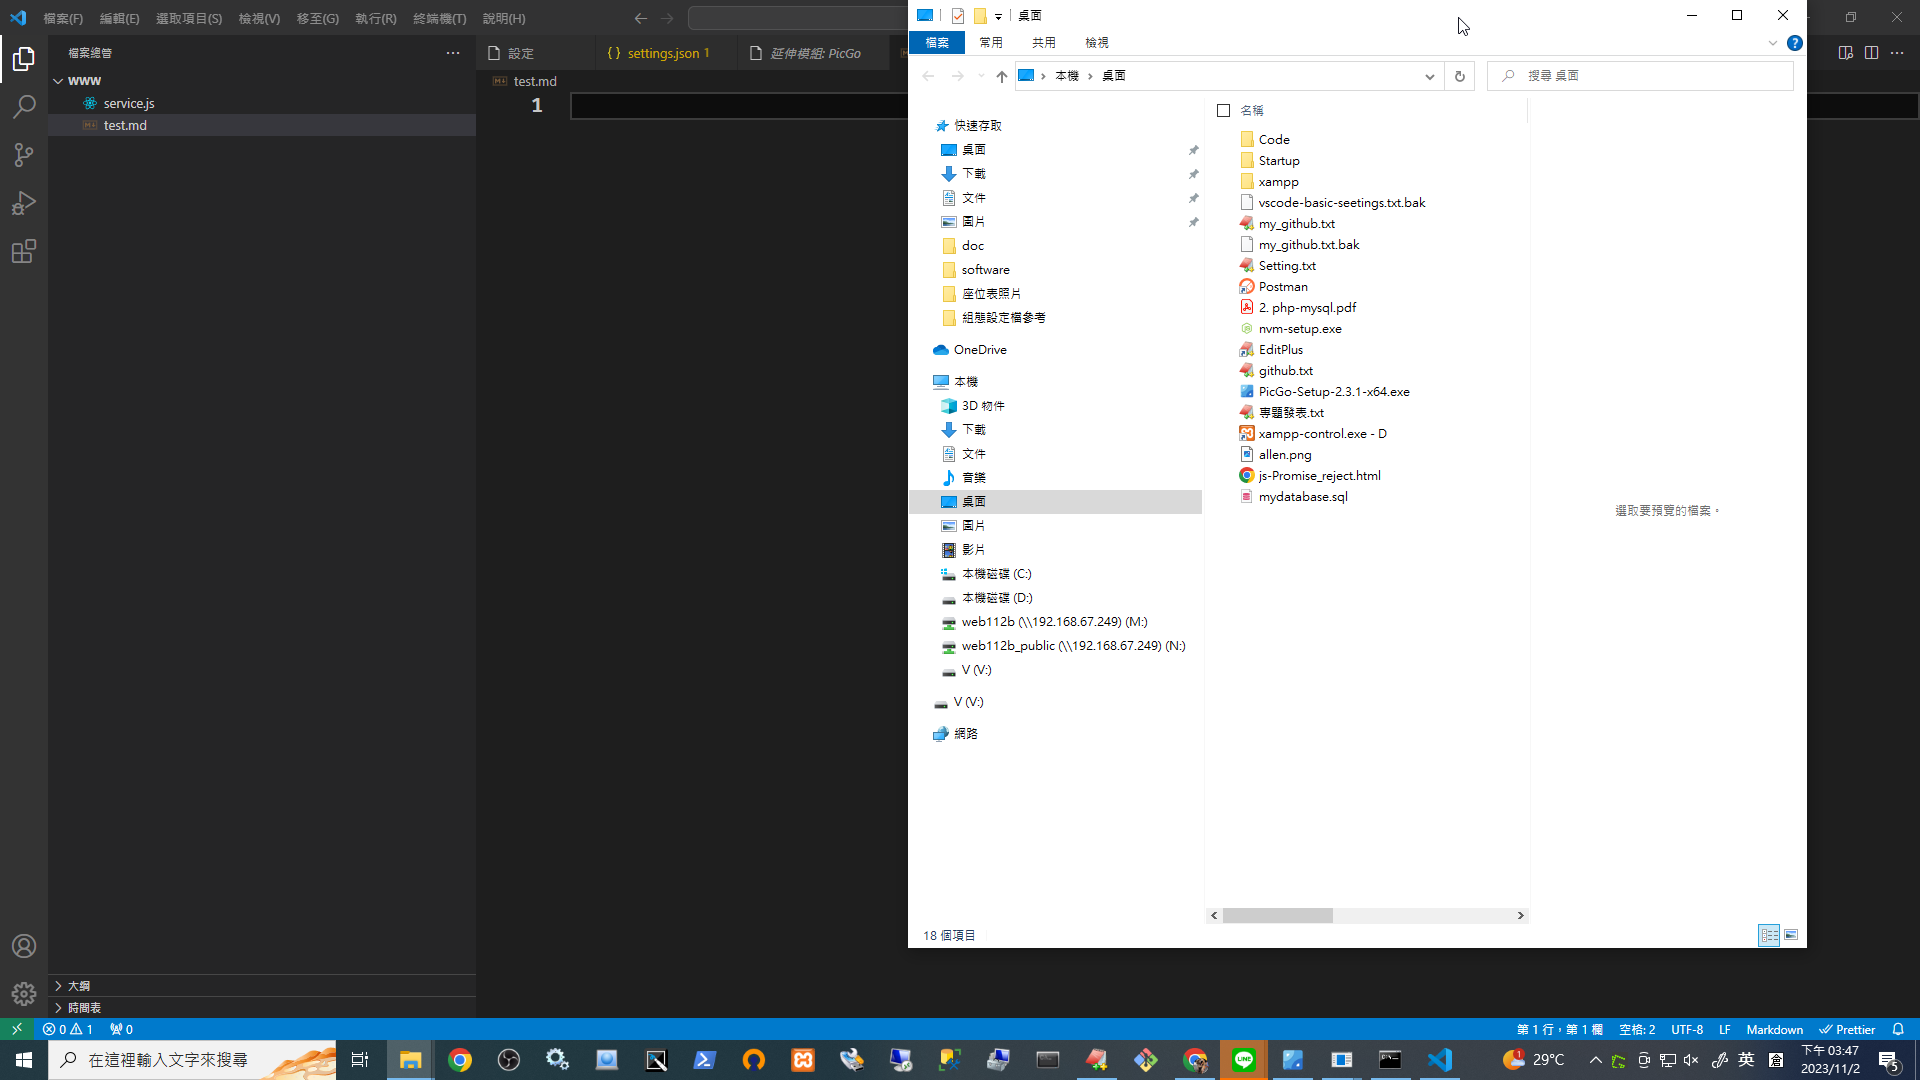 檔案(F) 編輯(E) 選取項目(S) 檢視(V) 移至(G) 執行(R) 終端機(T) 說明(H)
檔案總管
WWW
service.js
test.md
大綱
時間表
設定
settings.json 1
延伸模組: PicGo
test.md
1
桌面
檔案 常用 共用 檢視
本機 桌面
搜尋 桌面
快速存取
桌面
下載
文件
圖片
doc
software
座位表照片
組態設定檔參考
OneDrive
本機
3D 物件
下載
文件
音樂
桌面
圖片
影片
本機磁碟 (C:)
本機磁碟 (D:)
web112b (\\192.168.67.249) (M:)
web112b_public (\\192.168.67.249) (N:)
V (V:)
V (V:)
網路
名稱
Code
Startup
xampp
vscode-basic-seetings.txt.bak
my_github.txt
my_github.txt.bak
Setting.txt
Postman
2. php-mysql.pdf
nvm-setup.exe
EditPlus
github.txt
PicGo-Setup-2.3.1-x64.exe
專題發表.txt
xampp-control.exe - D
allen.png
js-Promise_reject.html
mydatabase.sql
選取要預覽的檔案。
18 個項目
0 1 0
第 1 行，第 1 欄 空格: 2 UTF-8 LF Markdown Prettier
在這裡輸入文字來搜尋
LINE
1
29°C
英
倉
下午 03:47
2023/11/2
5